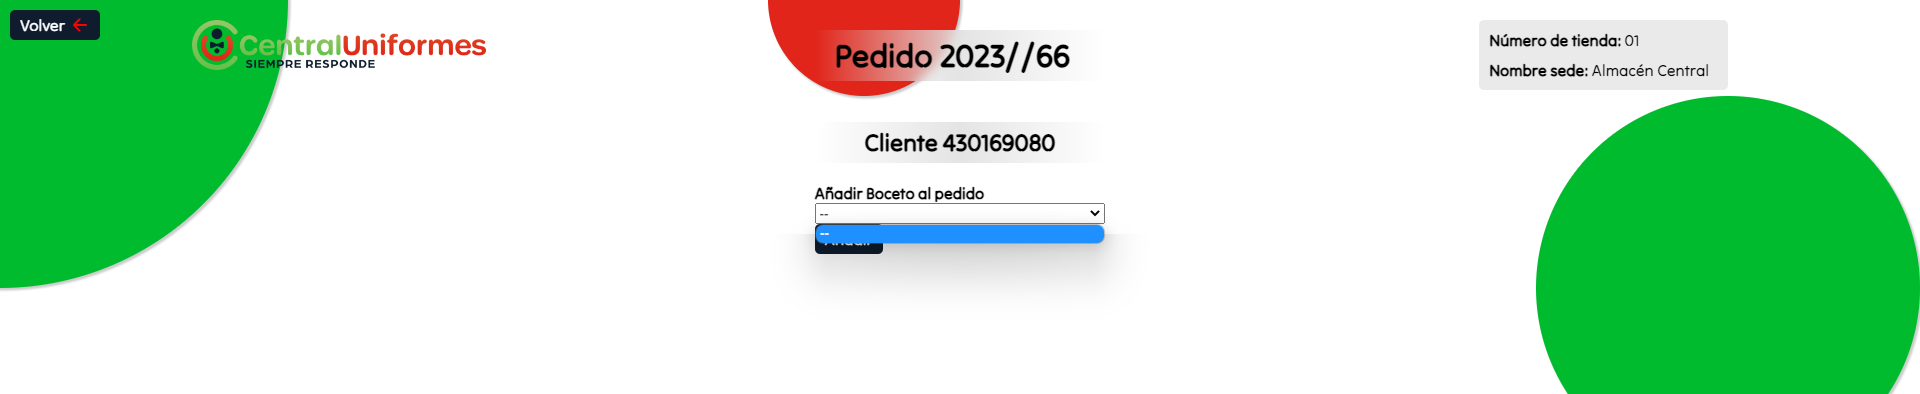 Volver
CentralUniformes
SIEMPRE RESPONDE
Pedido 2023//66
Número de tienda: 01
Nombre sede: Almacén Central
Cliente 430169080
Añadir Boceto al pedido
--
--